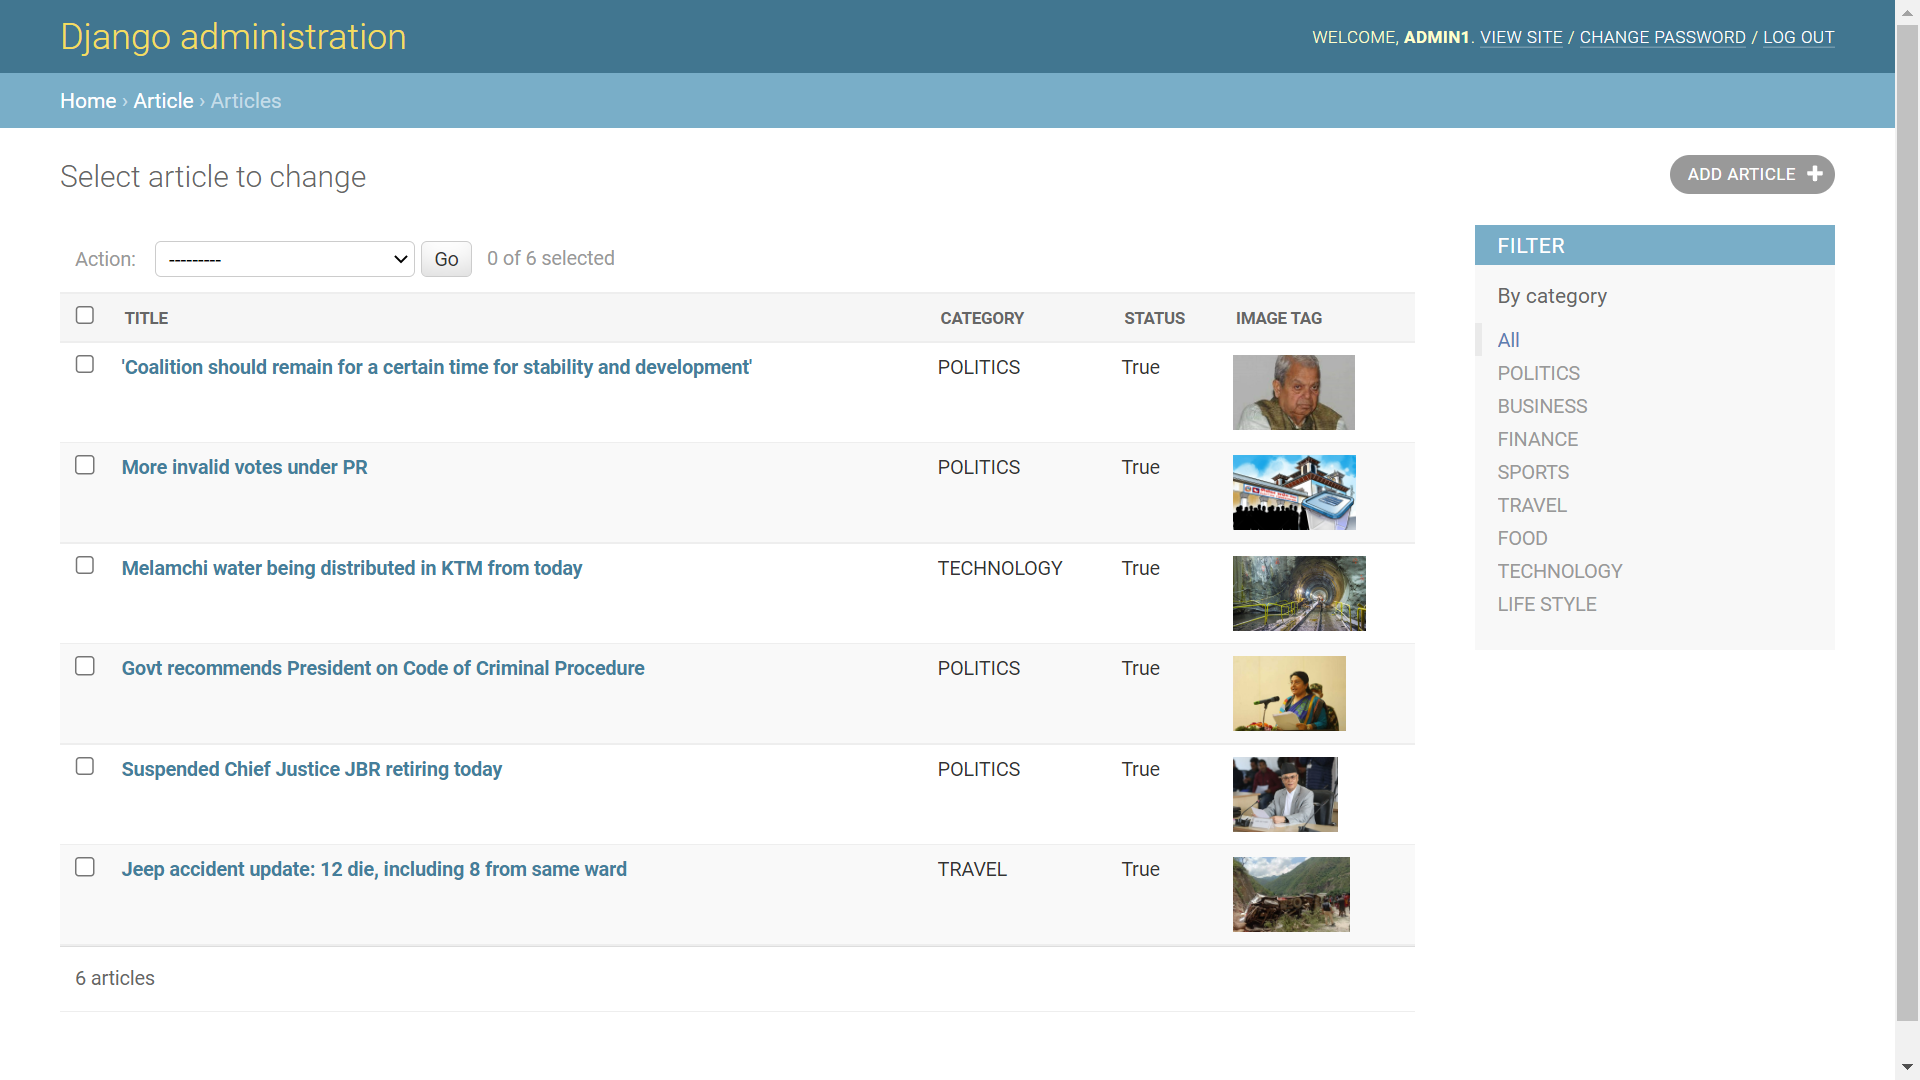 Django administration
WELCOME, ADMIN1. VIEW SITE / CHANGE PASSWORD / LOG OUT
Home › Article › Articles
Select article to change
ADD ARTICLE
Action: --------- Go 0 of 6 selected
TITLE CATEGORY STATUS IMAGE TAG
'Coalition should remain for a certain time for stability and development' POLITICS True
More invalid votes under PR POLITICS True
Melamchi water being distributed in KTM from today TECHNOLOGY True
Govt recommends President on Code of Criminal Procedure POLITICS True
Suspended Chief Justice JBR retiring today POLITICS True
Jeep accident update: 12 die, including 8 from same ward TRAVEL True
6 articles
FILTER
By category
All
POLITICS
BUSINESS
FINANCE
SPORTS
TRAVEL
FOOD
TECHNOLOGY
LIFE STYLE